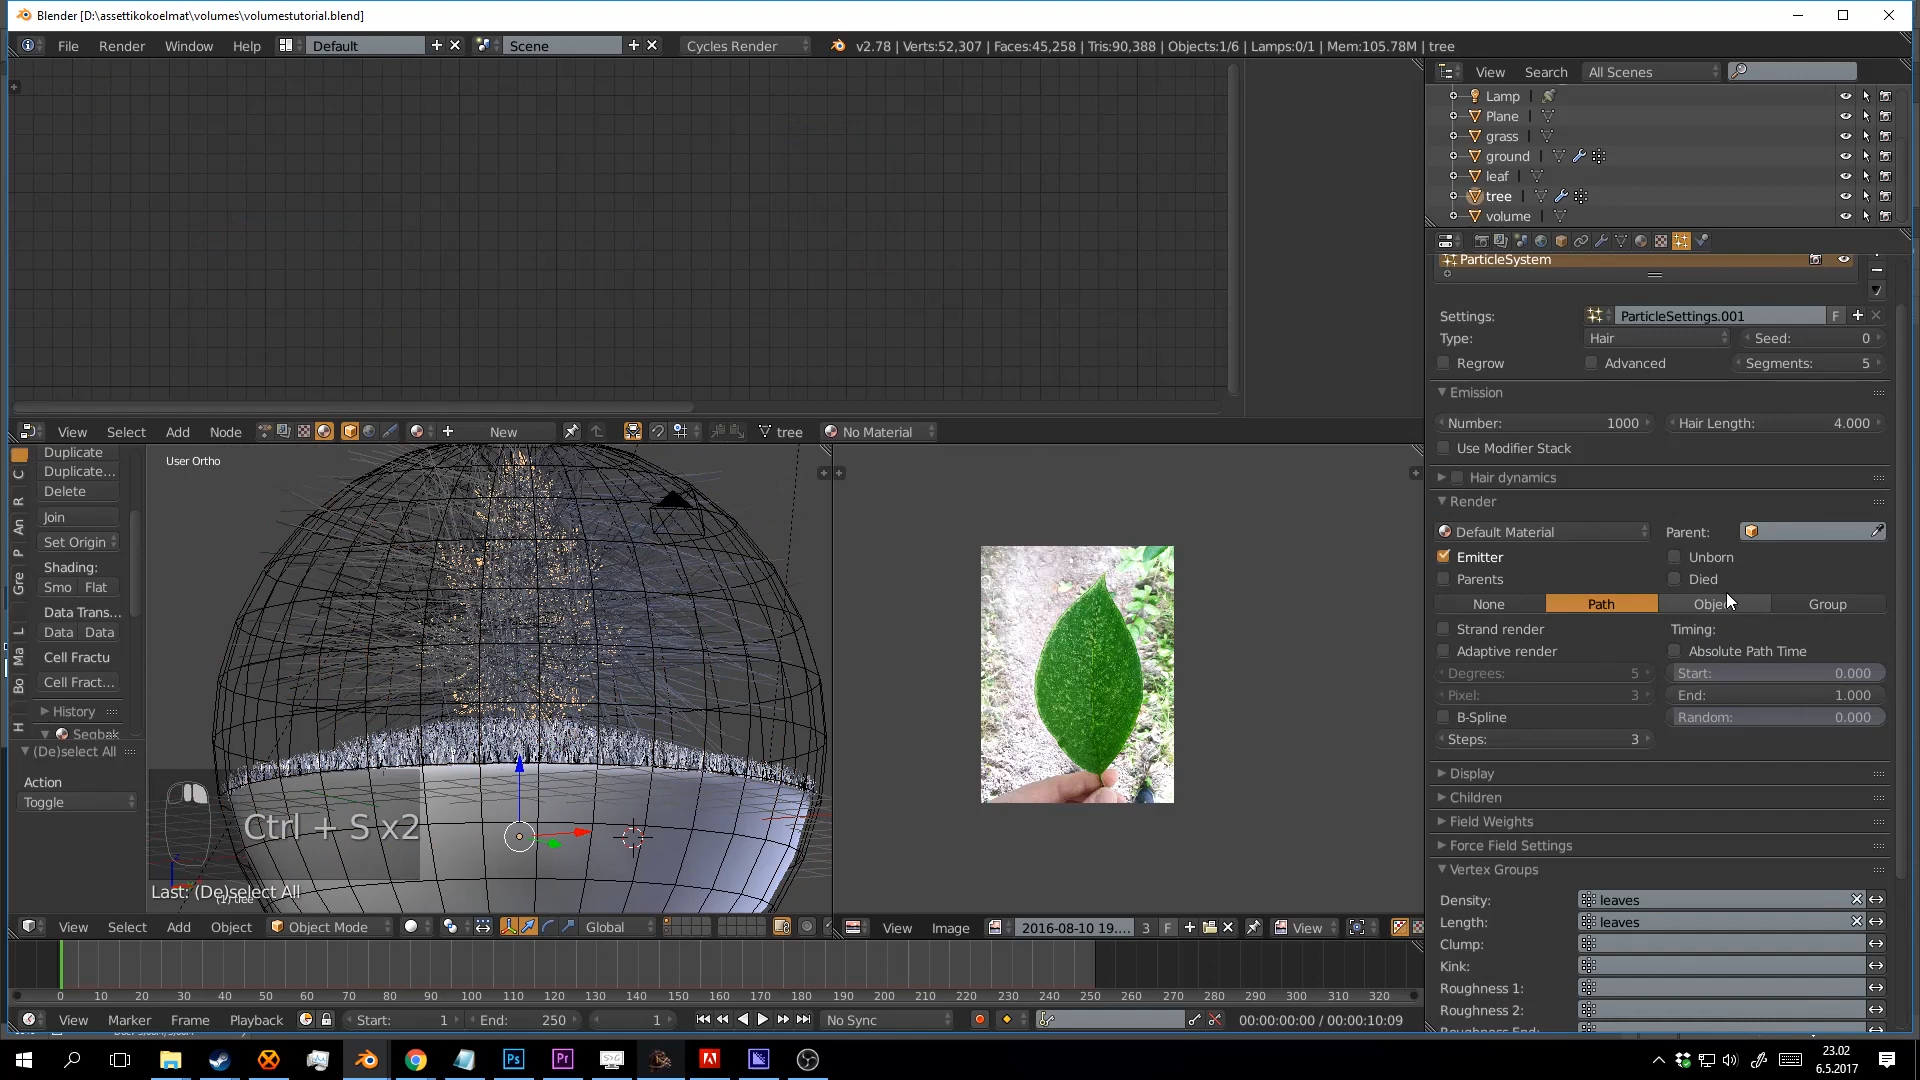 Blender [D:\assettikokoelmat\volumes\volumestutorial.blend]
File Render Window Help Default Scene Cycles Render v2.78 | Verts:52,307 | Faces:45,258 | Tris:90,388 | Objects:1/6 | Lamps:0/1 | Mem:105.78M | tree
View Search All Scenes
Lamp
Plane
grass
ground
leaf
tree
volume
ParticleSystem
Settings: ParticleSettings.001 F
Type: Hair Seed: 0
Regrow Advanced Segments: 5
Emission
Number: 1000 Hair Length: 4.000
Use Modifier Stack
Hair dynamics
Render
Default Material Parent:
Emitter Unborn
Parents Died
None Path Group
Strand render Timing:
Adaptive render Absolute Path Time
Degrees: 5 Start: 0.000
Pixel: 3 End: 1.000
B-Spline Random: 0.000
Steps: 3
Display
Children
Field Weights
Force Field Settings
Vertex Groups
Density: leaves
Length: leaves
Clump:
Kink:
Roughness 1:
Roughness 2:
View Select Add Node New tree No Material
Duplicate
Duplicate...
Delete
Join
Set Origin
Shading:
Smo Flat
Data Trans...
Data Data
Cell Fractu
Cell Fract...
History
(De)select All
Action
Toggle
C
R
An
P
Gre
L
Ma
Bo
H
User Ortho
Ctrl + S x2
Last: (De)select All
(1) tree
View Select Add Object Object Mode Global
View Image 2016-08-10 19.... 3 F View
0 10 20 30 40 50 60 70 80 90 100 110 120 130 140 150 160 170 180 190 200 210 220 230 240 250 260 270 280 290 300 310 320
View Marker Frame Playback Start: 1 End: 250 1 No Sync 00:00:00:00 / 00:00:10:09
23.02
6.5.2017